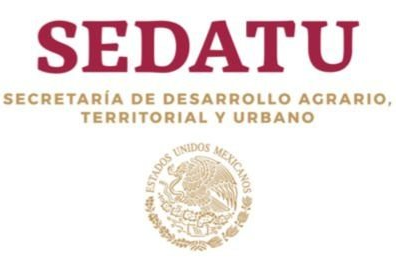 SEDATU
SECRETARÍA DE DESARROLLO AGRARIO,
TERRITORIAL Y URBANO
ESTADOS UNIDOS MEXICANOS